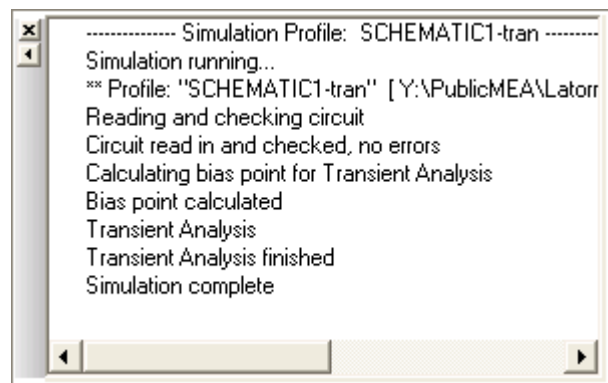 --------------- Simulation Profile: SCHEMATIC1-tran ---------
Simulation running...
** Profile: "SCHEMATIC1-tran" [ Y:\PublicMEA\Latorr
Reading and checking circuit
Circuit read in and checked, no errors
Calculating bias point for Transient Analysis
Bias point calculated
Transient Analysis
Transient Analysis finished
Simulation complete